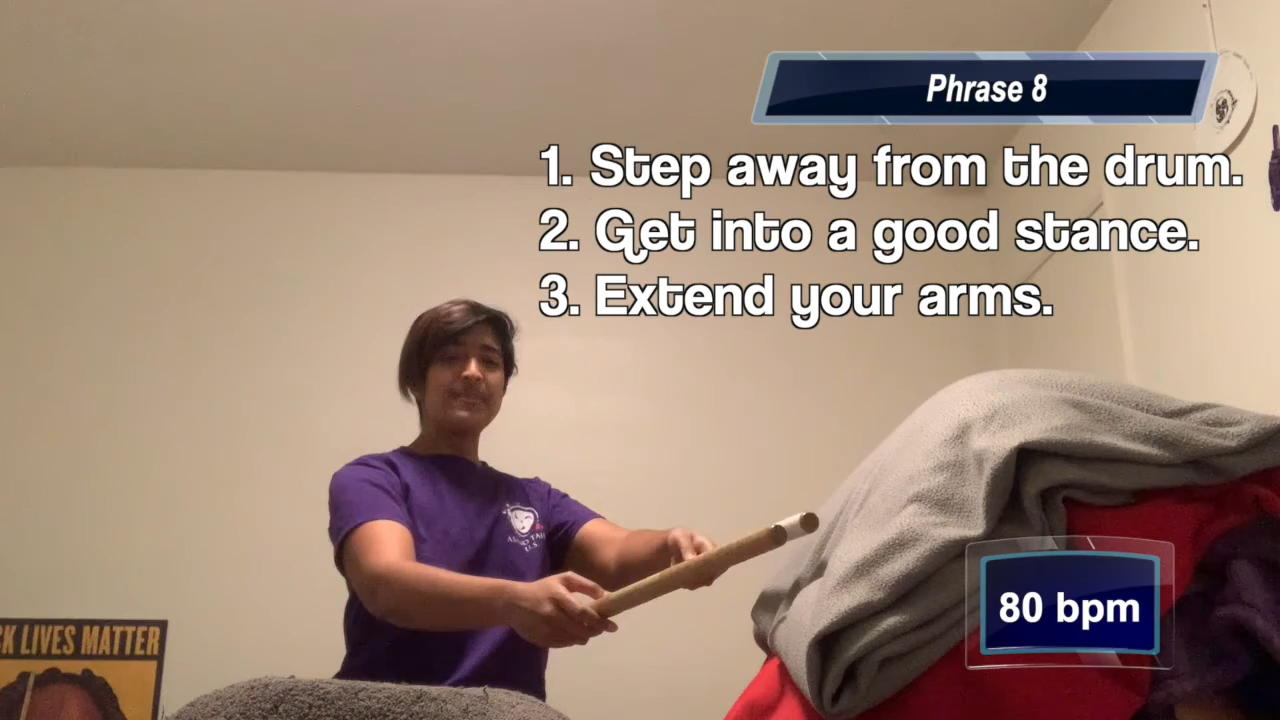 Phrase 8
1. Step away from the drum.
2. Get into a good stance.
3. Extend your arms.
80 bpm
LIVES MATTER